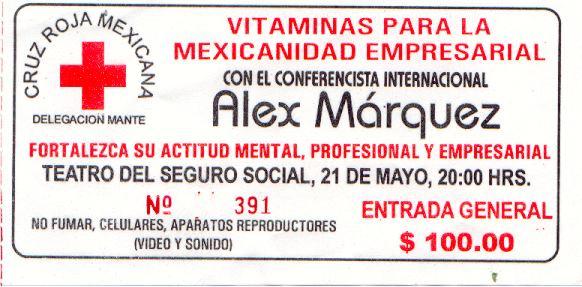 CRUZ ROJA MEXICANA
DELEGACION MANTE
VITAMINAS PARA LA
MEXICANIDAD EMPRESARIAL
CON EL CONFERENCISTA INTERNACIONAL
Alex Márquez
FORTALEZCA SU ACTITUD MENTAL, PROFESIONAL Y EMPRESARIAL
TEATRO DEL SEGURO SOCIAL, 21 DE MAYO, 20:00 HRS.
Nº 391
NO FUMAR, CELULARES, APARATOS REPRODUCTORES
(VIDEO Y SONIDO)
ENTRADA GENERAL
$ 100.00